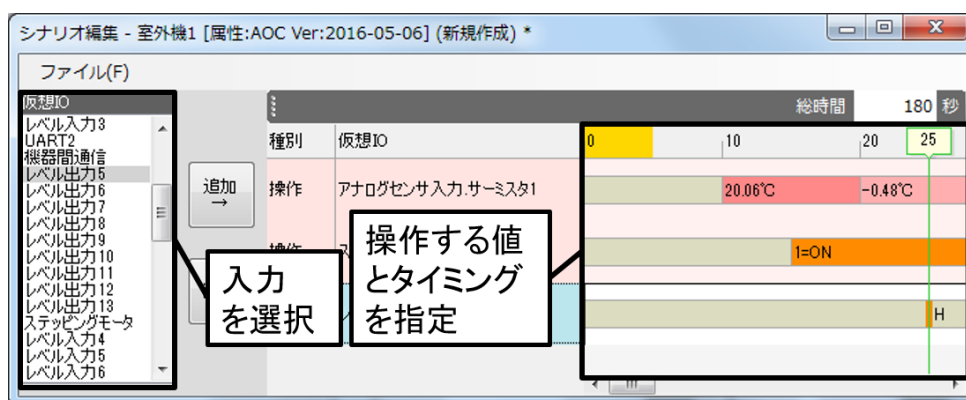 シナリオ編集 - 室外機1 [属性:AOC Ver:2016-05-06] (新規作成) *
ファイル(F)
仮想IO
レベル入力3
UART2
機器間通信
レベル出力5
レベル出力6
レベル出力7
レベル出力8
レベル出力9
レベル出力10
レベル出力11
レベル出力12
レベル出力13
ステッピングモータ
レベル入力4
レベル入力5
レベル入力6
追加
→
総時間 180 秒
種別 仮想IO 0 10 20 25
操作 アナログセンサ入力.サーミスタ1 20.06℃ -0.48℃
1=ON
H
入力
を選択
操作する値
とタイミング
を指定